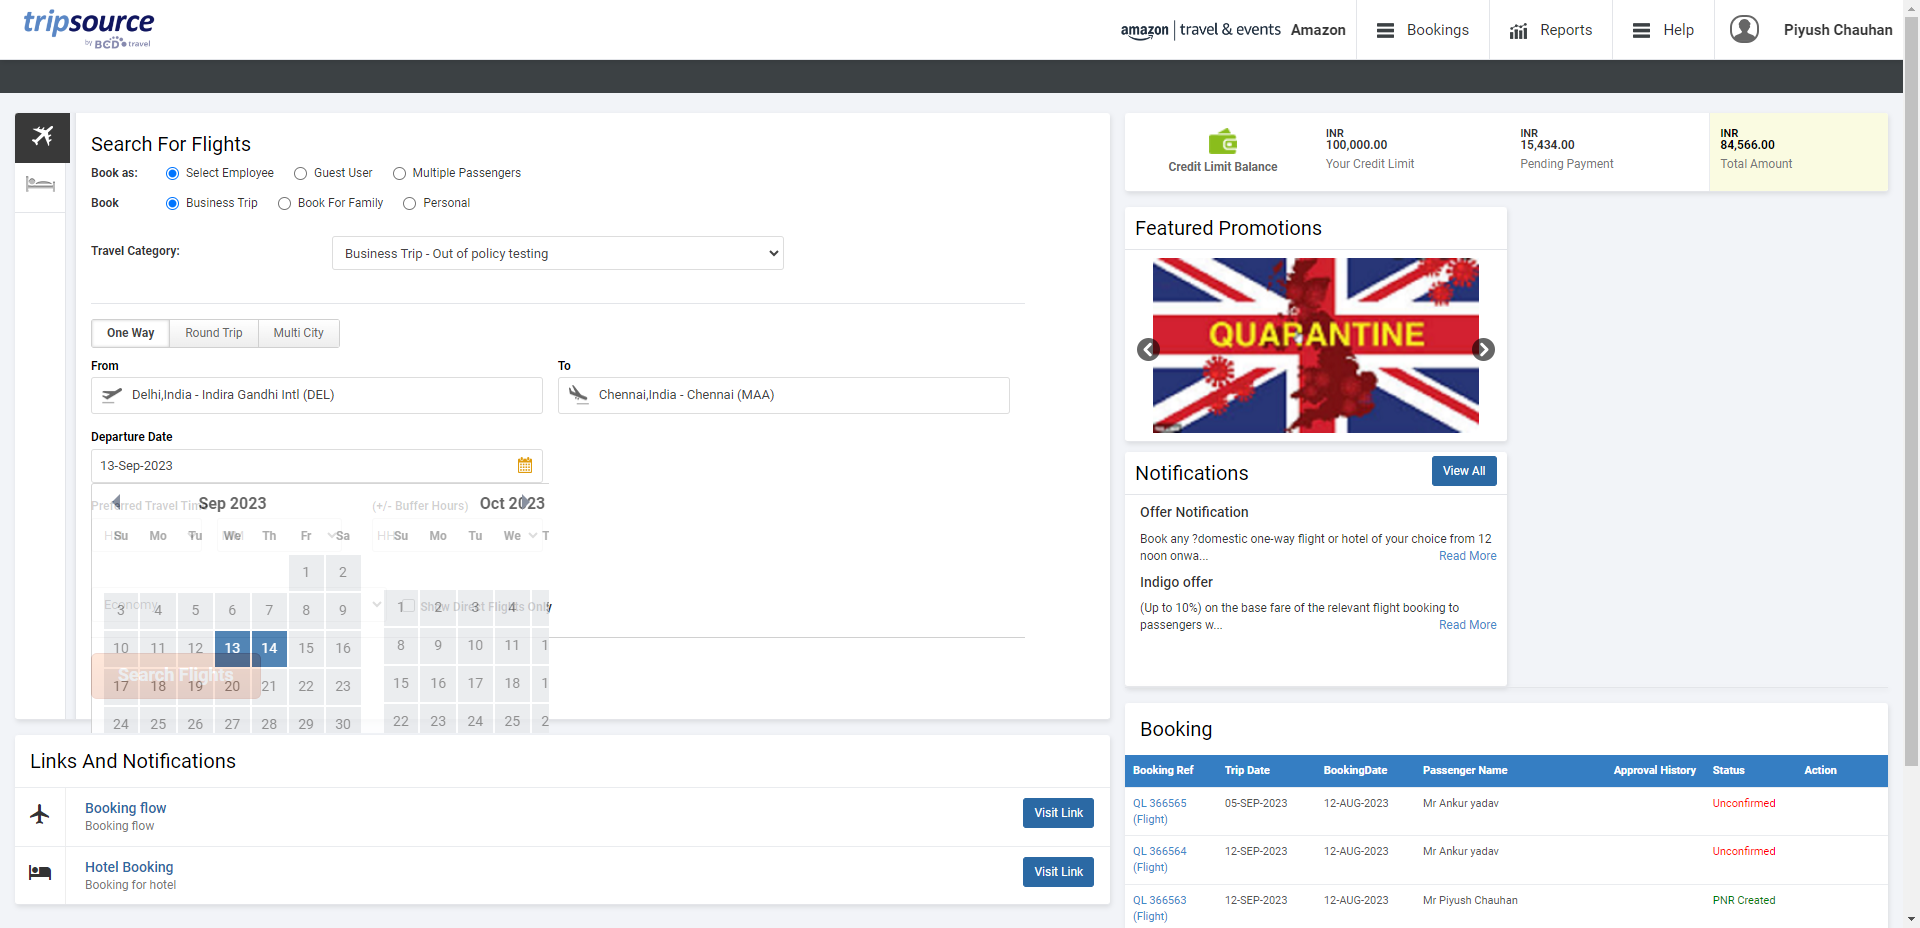 tripsource
by BCD travel
amazon | travel & events Amazon
Bookings
Reports
Help
Piyush Chauhan
Search For Flights
Book as: Select Employee Guest User Multiple Passengers
Book Business Trip Book For Family Personal
Travel Category: Business Trip - Out of policy testing
One Way Round Trip Multi City
From To
Delhi,India - Indira Gandhi Intl (DEL) Chennai,India - Chennai (MAA)
Departure Date
13-Sep-2023
Preferred Travel Tim (+/- Buffer Hours)
Sep 2023 Oct 2023
Su Mo Tu We Th Fr Sa Su Mo Tu We T
HH
1 2
Economy Show Direct Flights Only
3 4 5 6 7 8 9 1 2 3 4
10 11 12 13 14 15 16 8 9 10 11 1
Search Flights
17 18 19 20 21 22 23 15 16 17 18 1
24 25 26 27 28 29 30 22 23 24 25 2
Links And Notifications
Booking flow
Booking flow
Visit Link
Hotel Booking
Booking for hotel
Visit Link
Credit Limit Balance
INR
100,000.00
Your Credit Limit
INR
15,434.00
Pending Payment
INR
84,566.00
Total Amount
Featured Promotions
QUARANTINE
Notifications
View All
Offer Notification
Book any ?domestic one-way flight or hotel of your choice from 12
noon onwa... Read More
Indigo offer
(Up to 10%) on the base fare of the relevant flight booking to
passengers w... Read More
Booking
Booking Ref Trip Date BookingDate Passenger Name Approval History Status Action
QL 366565 05-SEP-2023 12-AUG-2023 Mr Ankur yadav Unconfirmed
(Flight)
QL 366564 12-SEP-2023 12-AUG-2023 Mr Ankur yadav Unconfirmed
(Flight)
QL 366563 12-SEP-2023 12-AUG-2023 Mr Piyush Chauhan PNR Created
(Flight)